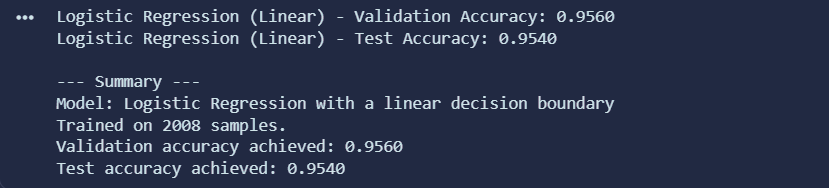 ••• Logistic Regression (Linear) - Validation Accuracy: 0.9560
Logistic Regression (Linear) - Test Accuracy: 0.9540
--- Summary ---
Model: Logistic Regression with a linear decision boundary
Trained on 2008 samples.
Validation accuracy achieved: 0.9560
Test accuracy achieved: 0.9540